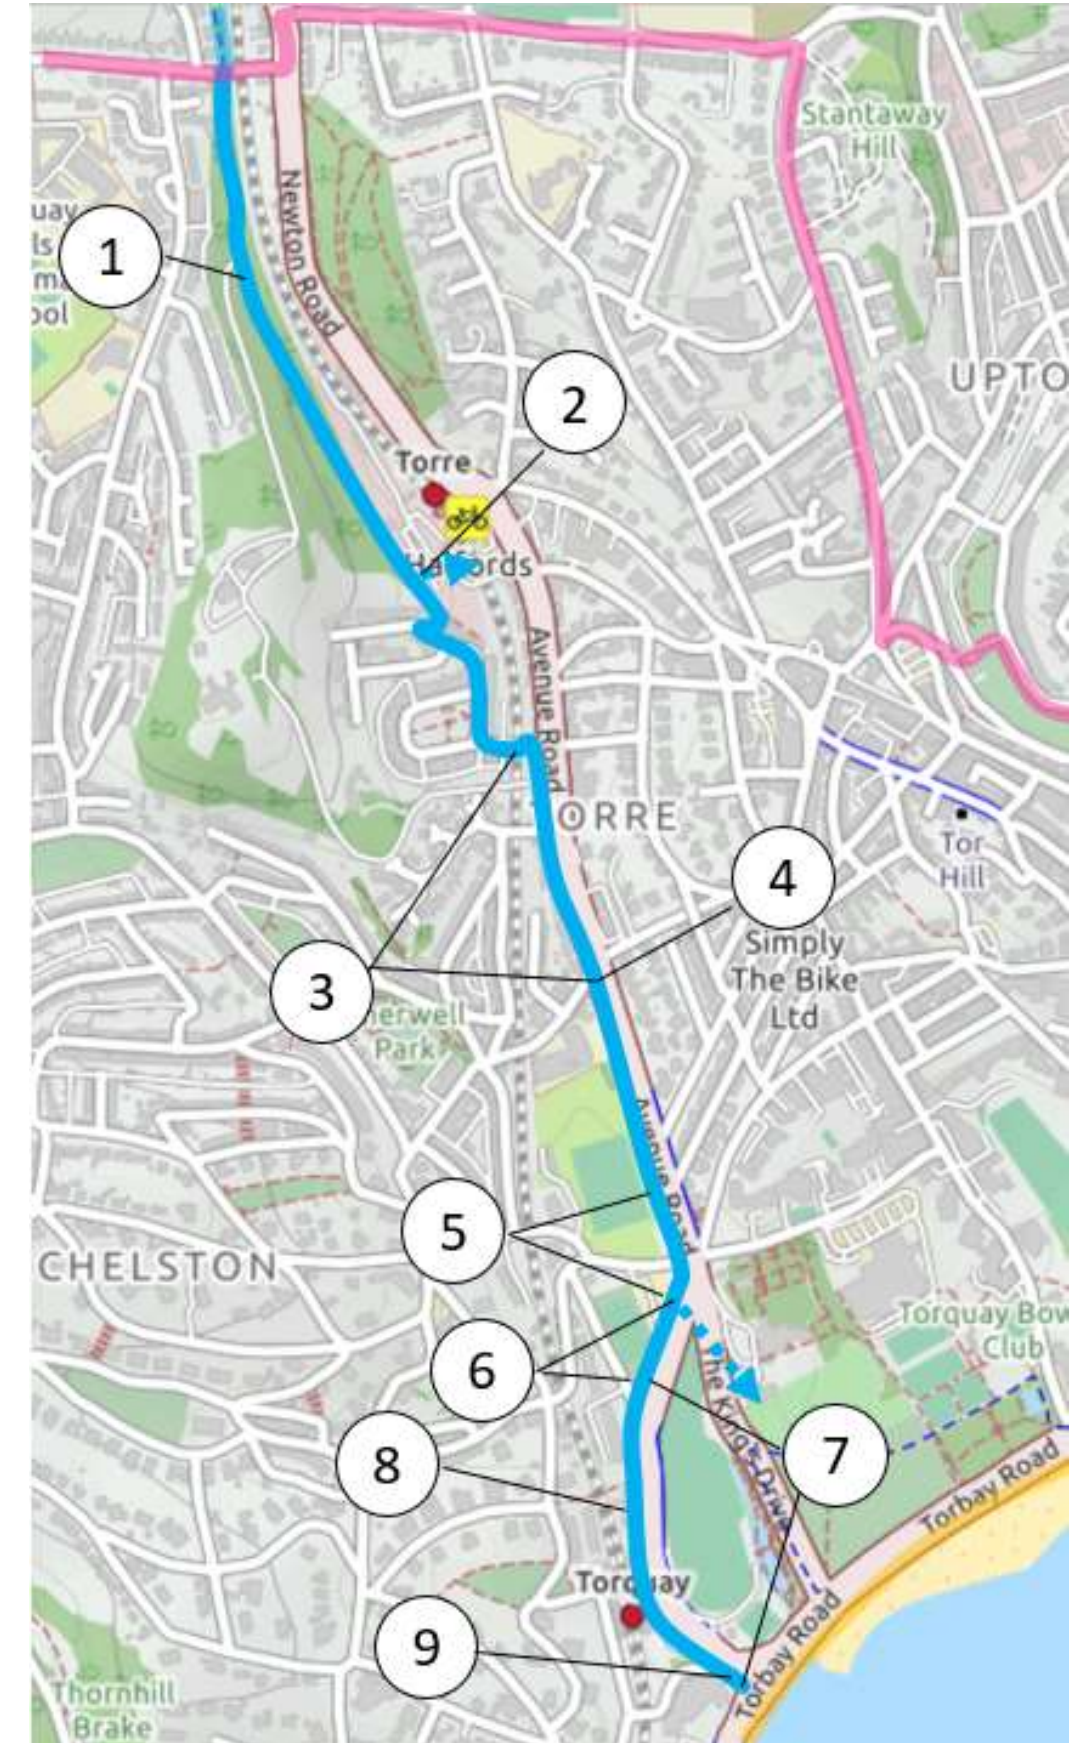 Stantaway
Hill
uay
ls
ool
1
Newton Road
UPTO
2
Torre
Halfords
Avenue Road
ORRE
Tor
Hill
4
Simply
The Bike
Ltd
3
herwell
Park
Avenue Road
5
CHELSTON
Torquay Bow
Club
6
The King's Drive
7
8
Torbay Road
Torquay
9
Torbay Road
Thornhill
Brake